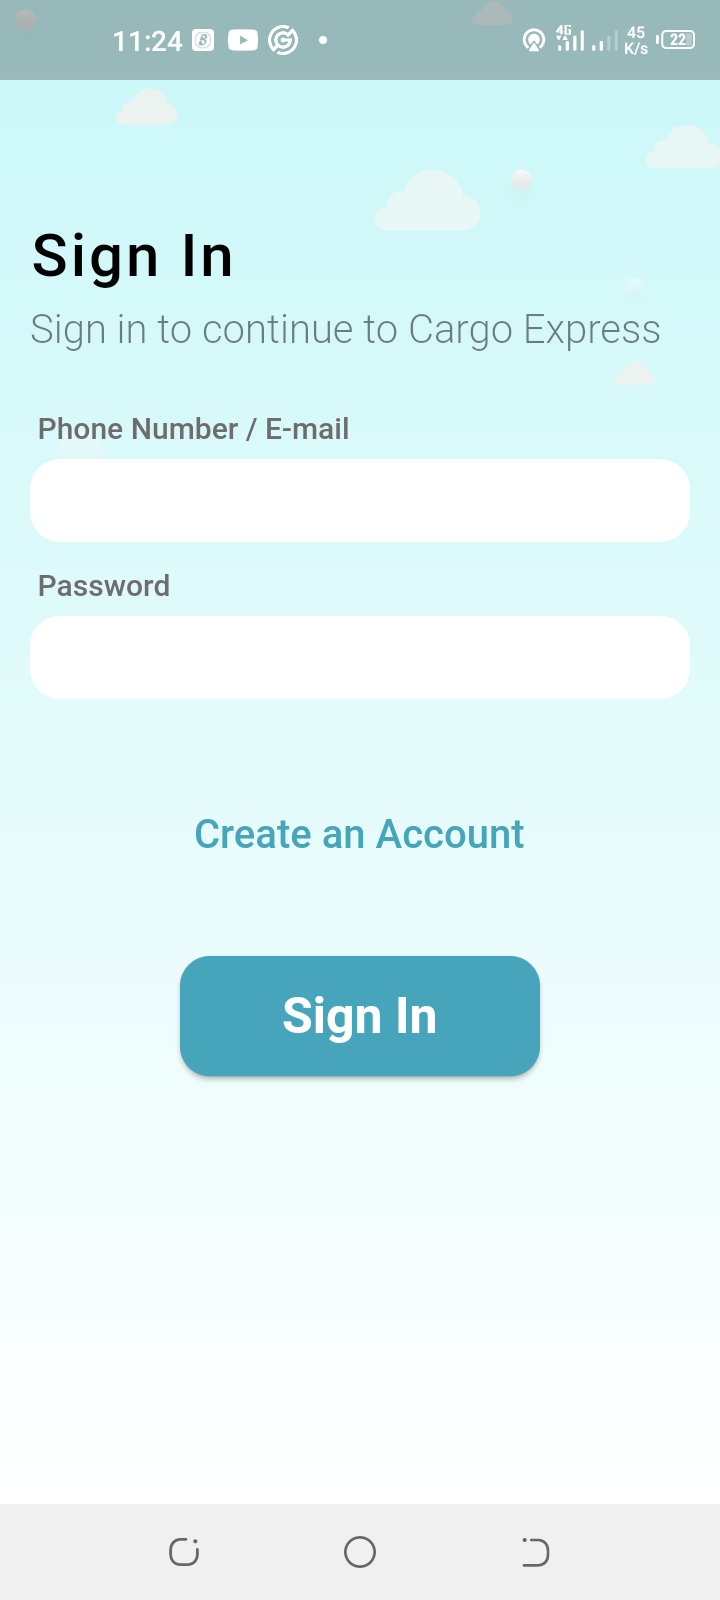 11:24
4G
45
K/s
22
Sign In
Sign in to continue to Cargo Express
Phone Number / E-mail
Password
Create an Account
Sign In